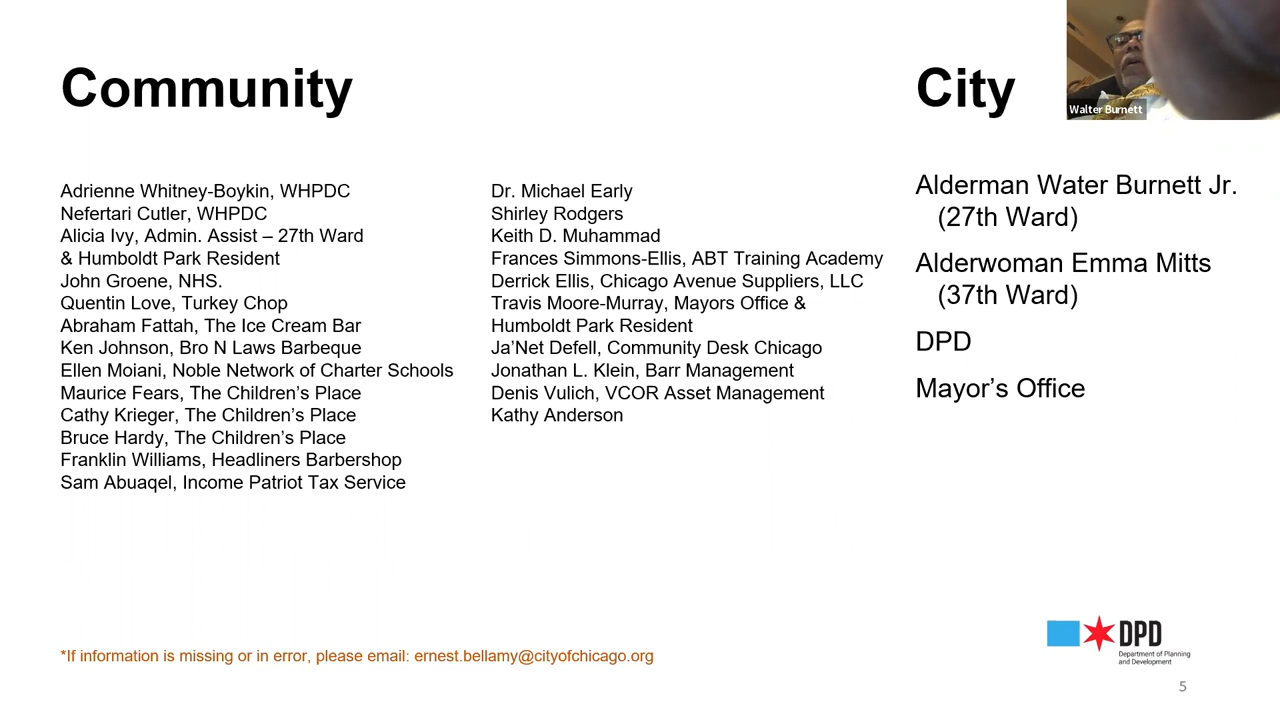 Community
Adrienne Whitney-Boykin, WHPDC
Nefertari Cutler, WHPDC
Alicia Ivy, Admin. Assist – 27th Ward
& Humboldt Park Resident
John Groene, NHS.
Quentin Love, Turkey Chop
Abraham Fattah, The Ice Cream Bar
Ken Johnson, Bro N Laws Barbeque
Ellen Moiani, Noble Network of Charter Schools
Maurice Fears, The Children’s Place
Cathy Krieger, The Children’s Place
Bruce Hardy, The Children’s Place
Franklin Williams, Headliners Barbershop
Sam Abuaqel, Income Patriot Tax Service
Dr. Michael Early
Shirley Rodgers
Keith D. Muhammad
Frances Simmons-Ellis, ABT Training Academy
Derrick Ellis, Chicago Avenue Suppliers, LLC
Travis Moore-Murray, Mayors Office &
Humboldt Park Resident
Ja’Net Defell, Community Desk Chicago
Jonathan L. Klein, Barr Management
Denis Vulich, VCOR Asset Management
Kathy Anderson
City
Walter Burnett
Alderman Water Burnett Jr.
(27th Ward)
Alderwoman Emma Mitts
(37th Ward)
DPD
Mayor’s Office
*If information is missing or in error, please email: ernest.bellamy@cityofchicago.org
DPD
Department of Planning
and Development
5